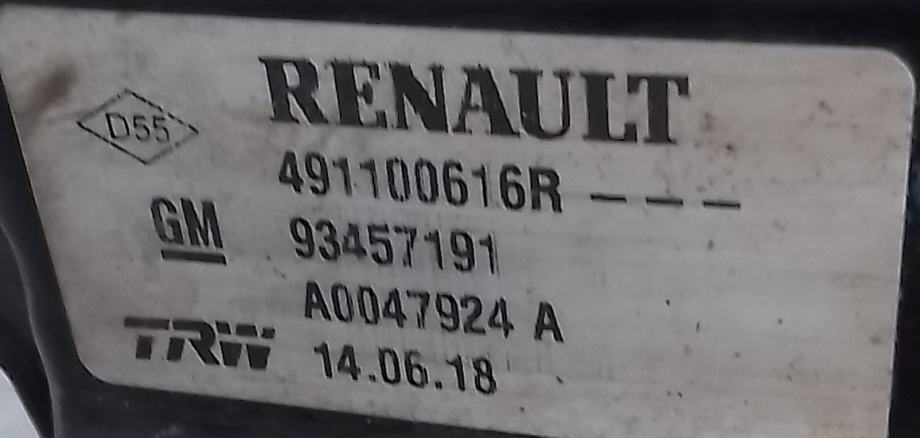 RENAULT
D55
491100616R ---
GM 93457191
A0047924 A
TRW 14.06.18